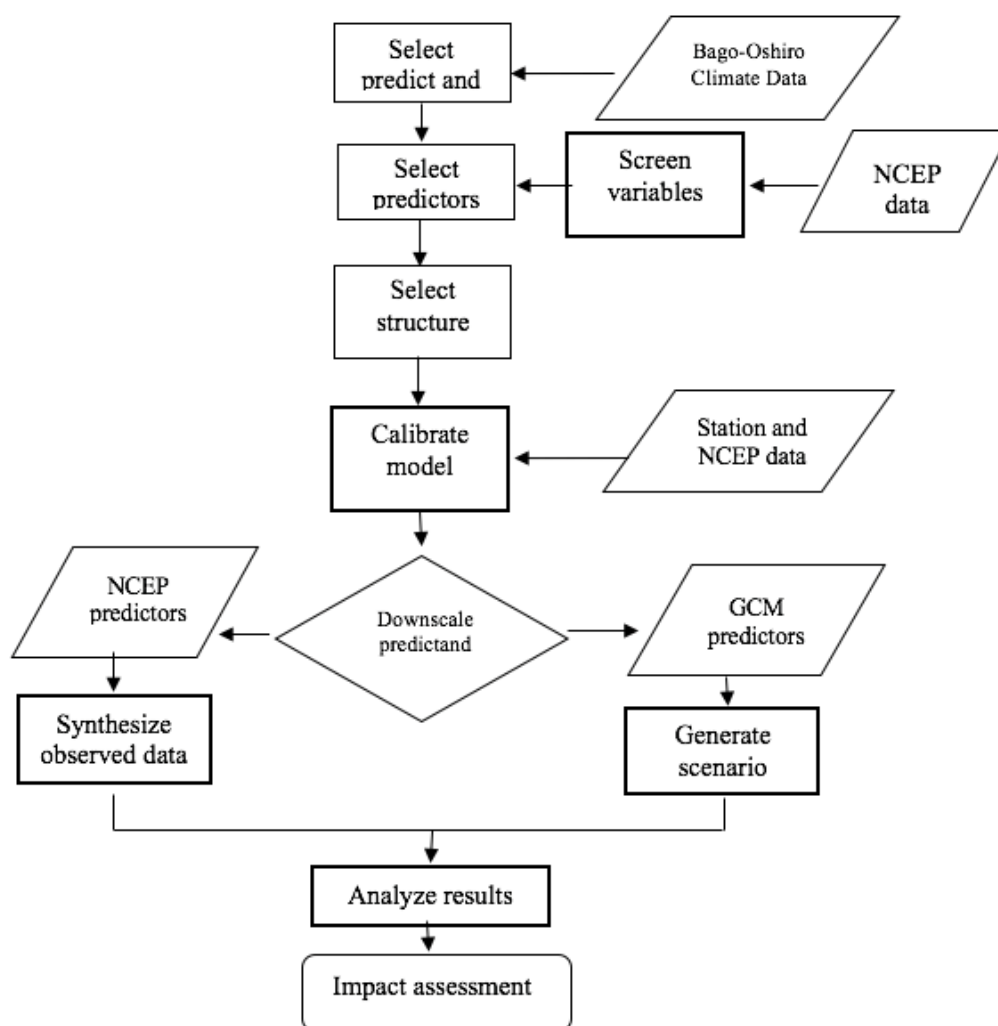 Select
predict and
Bago-Oshiro
Climate Data
Select
predictors
Screen
variables
NCEP
data
Select
structure
Calibrate
model
Station and
NCEP data
NCEP
predictors
Downscale
predictand
GCM
predictors
Synthesize
observed data
Generate
scenario
Analyze results
Impact assessment